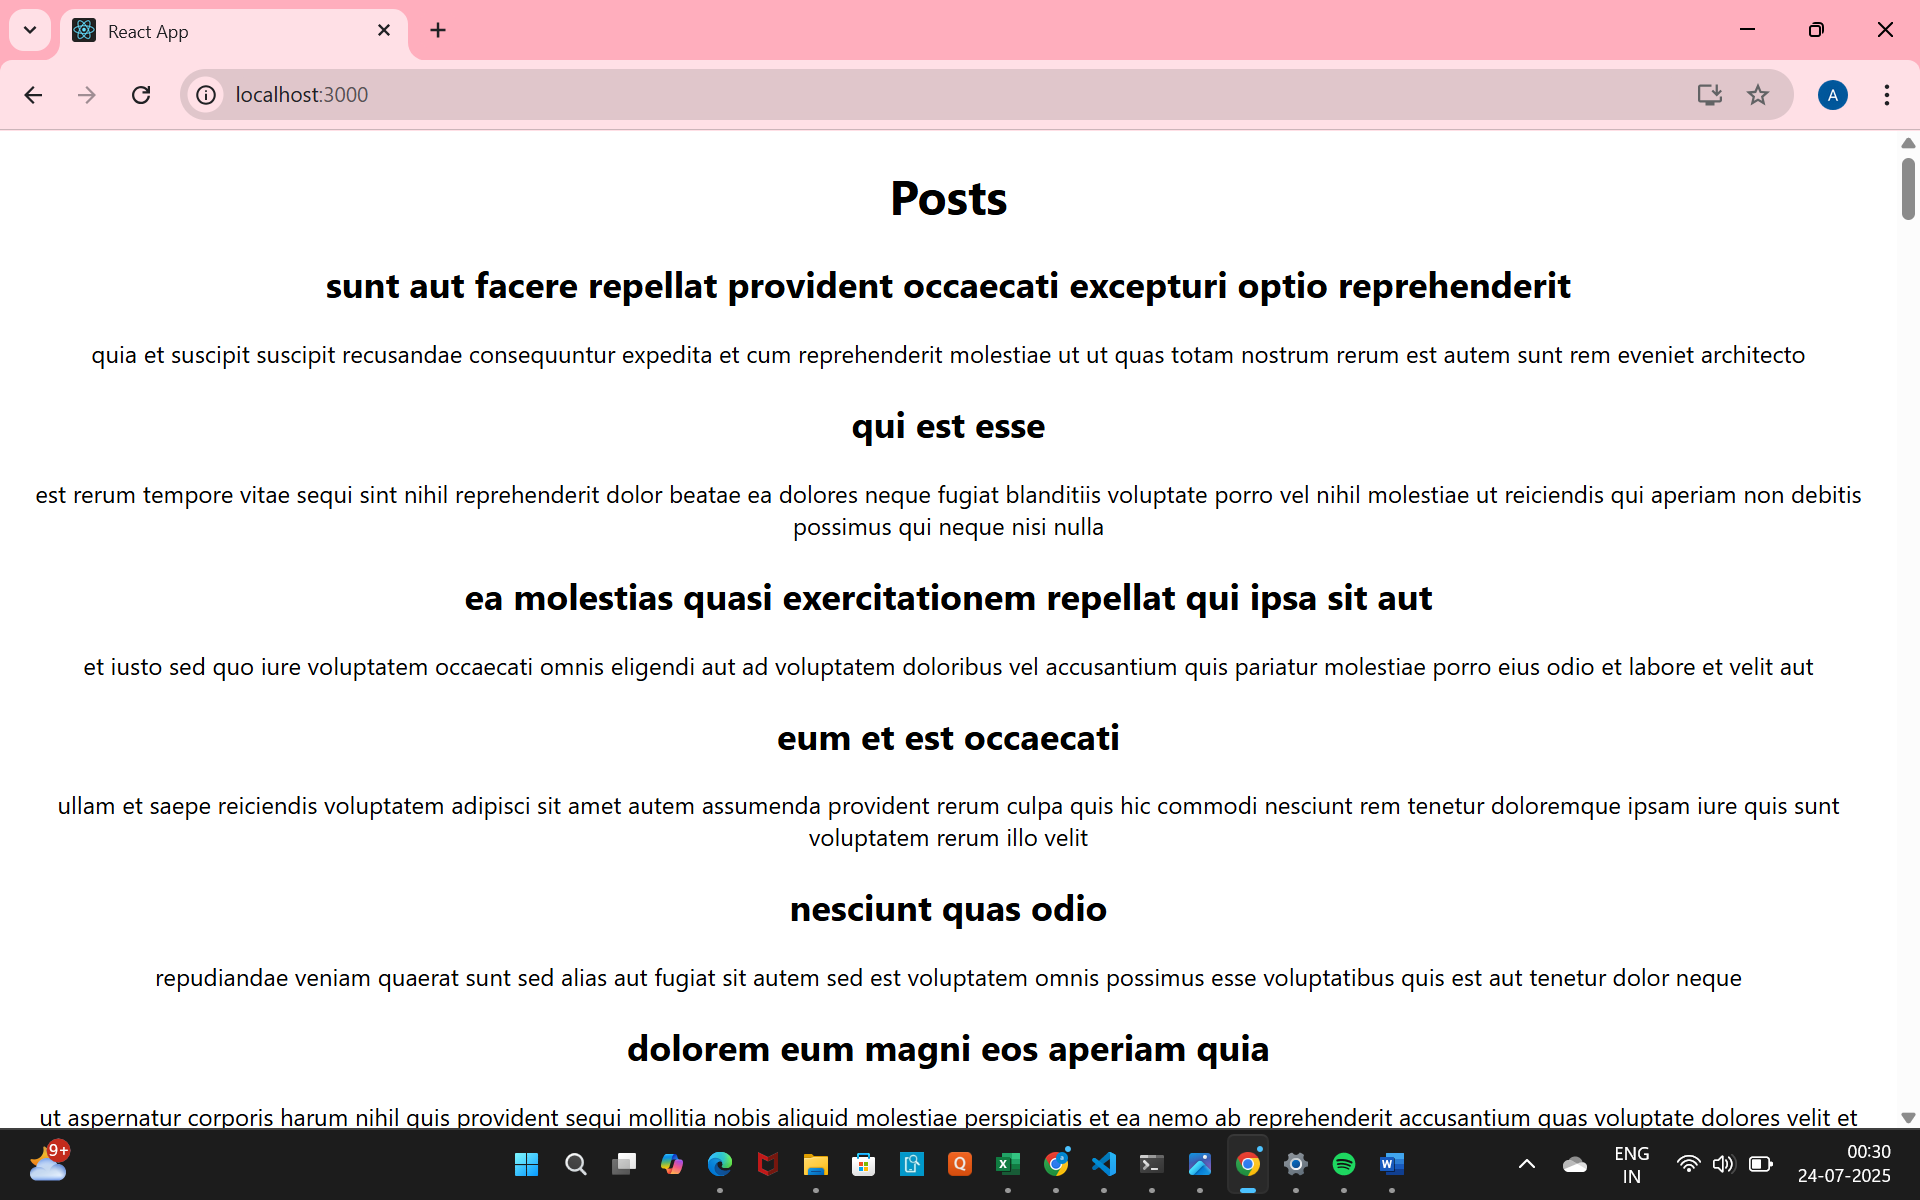 React App
localhost:3000
A
Posts
sunt aut facere repellat provident occaecati excepturi optio reprehenderit
quia et suscipit suscipit recusandae consequuntur expedita et cum reprehenderit molestiae ut ut quas totam nostrum rerum est autem sunt rem eveniet architecto
qui est esse
est rerum tempore vitae sequi sint nihil reprehenderit dolor beatae ea dolores neque fugiat blanditiis voluptate porro vel nihil molestiae ut reiciendis qui aperiam non debitis
possimus qui neque nisi nulla
ea molestias quasi exercitationem repellat qui ipsa sit aut
et iusto sed quo iure voluptatem occaecati omnis eligendi aut ad voluptatem doloribus vel accusantium quis pariatur molestiae porro eius odio et labore et velit aut
eum et est occaecati
ullam et saepe reiciendis voluptatem adipisci sit amet autem assumenda provident rerum culpa quis hic commodi nesciunt rem tenetur doloremque ipsam iure quis sunt
voluptatem rerum illo velit
nesciunt quas odio
repudiandae veniam quaerat sunt sed alias aut fugiat sit autem sed est voluptatem omnis possimus esse voluptatibus quis est aut tenetur dolor neque
dolorem eum magni eos aperiam quia
ut aspernatur corporis harum nihil quis provident sequi mollitia nobis aliquid molestiae perspiciatis et ea nemo ab reprehenderit accusantium quas voluptate dolores velit et
9+
ENG
IN
00:30
24-07-2025